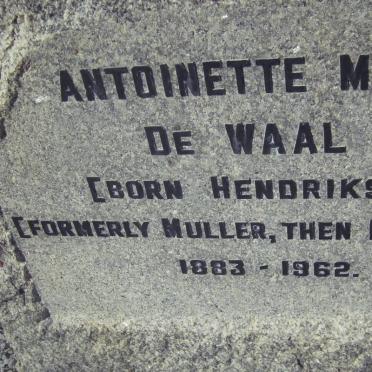 ANTOINETTE M
DE WAAL
[BORN HENDRIKS
[FORMERLY MULLER, THEN
1883 - 1962.